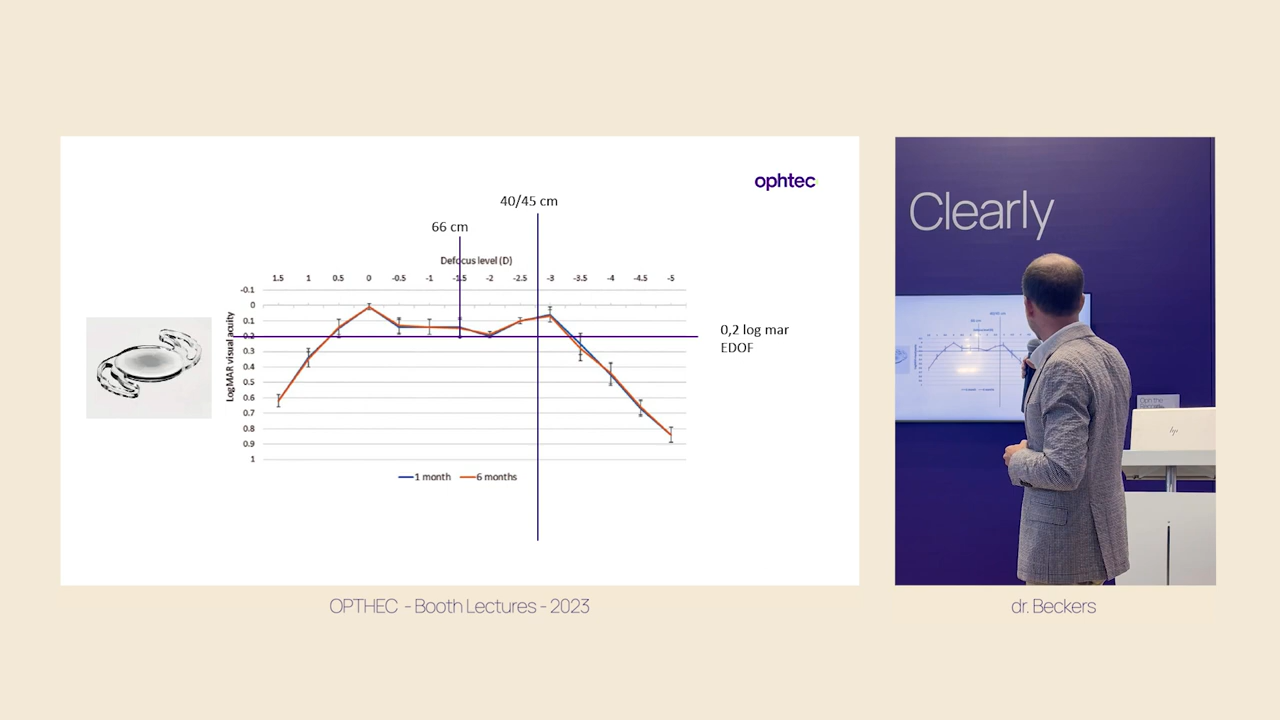 ophtec
40/45 cm
66 cm
Defocus level (D)
1.5 1 0.5 0 -0.5 -1 -1.5 -2 -2.5 -3 -3.5 -4 -4.5 -5
-0.1
0
0.1
0.2
0.3
0.4
0.5
0.6
0.7
0.8
0.9
1
LogMAR visual acuity
0,2 log mar
EDOF
1 month 6 months
Clearly
OPTHEC - Booth Lectures - 2023
dr. Beckers